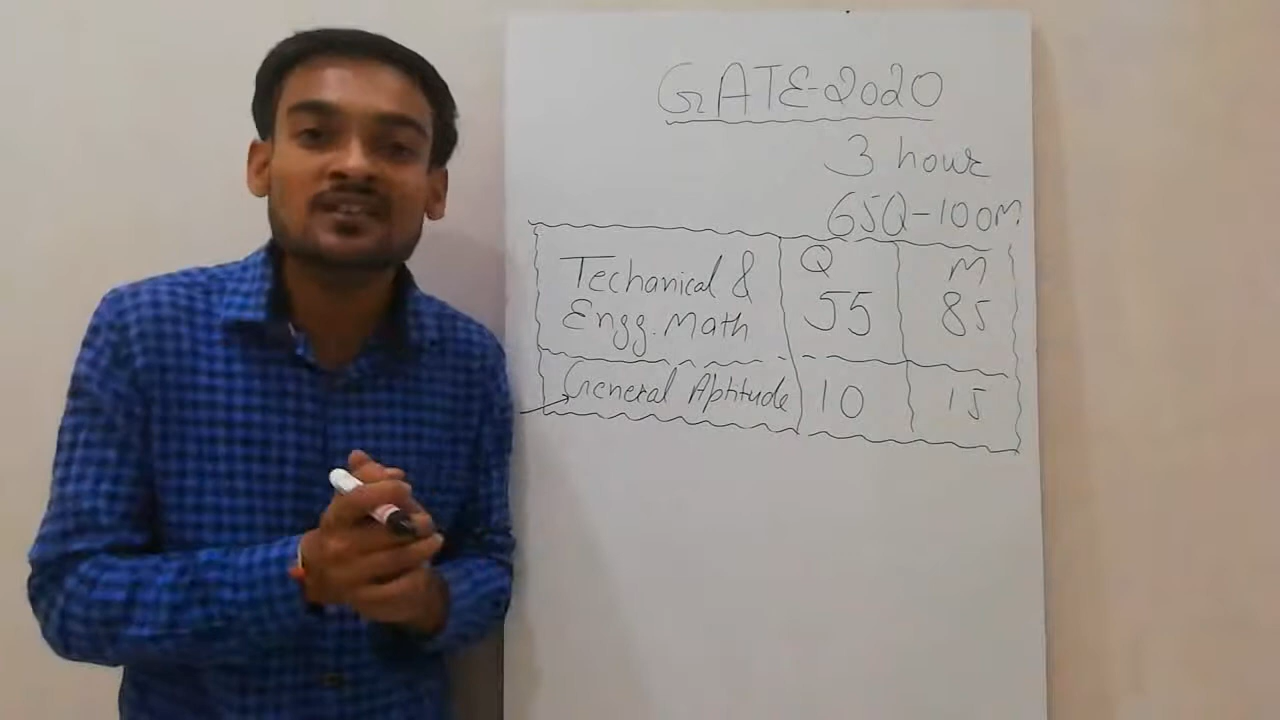 GATE-2020
3 hour
65Q-100M
Q M
Techanical &
Engg. Math 55 85
General Aptitude 10 15